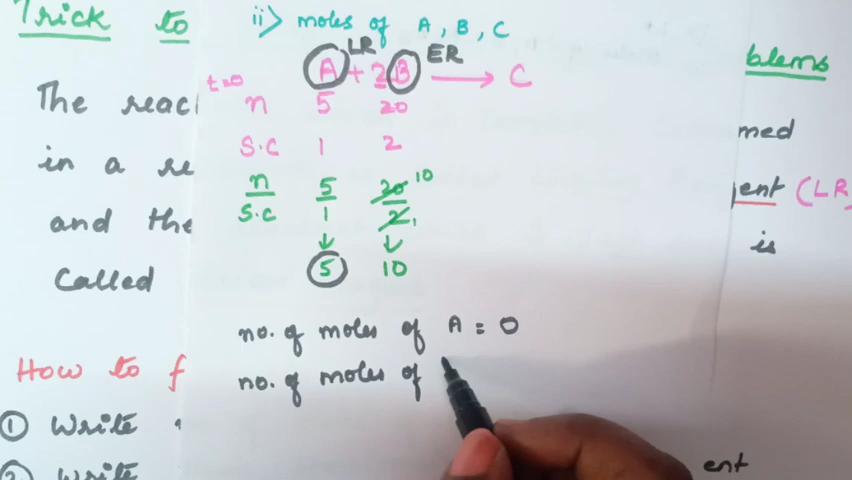 Trick to
ii> moles of A, B, C
LR ER
A + 2B → C
blems
t=0
n 5 20
S.C 1 2
n/S.C 5/1 20/2 10 1
↓ ↓
5 10
no. of moles of A = 0
no. of moles of
The reac
in a re
and the
Called
med
ent (LR)
is
How to f
① Write
② Write
ent